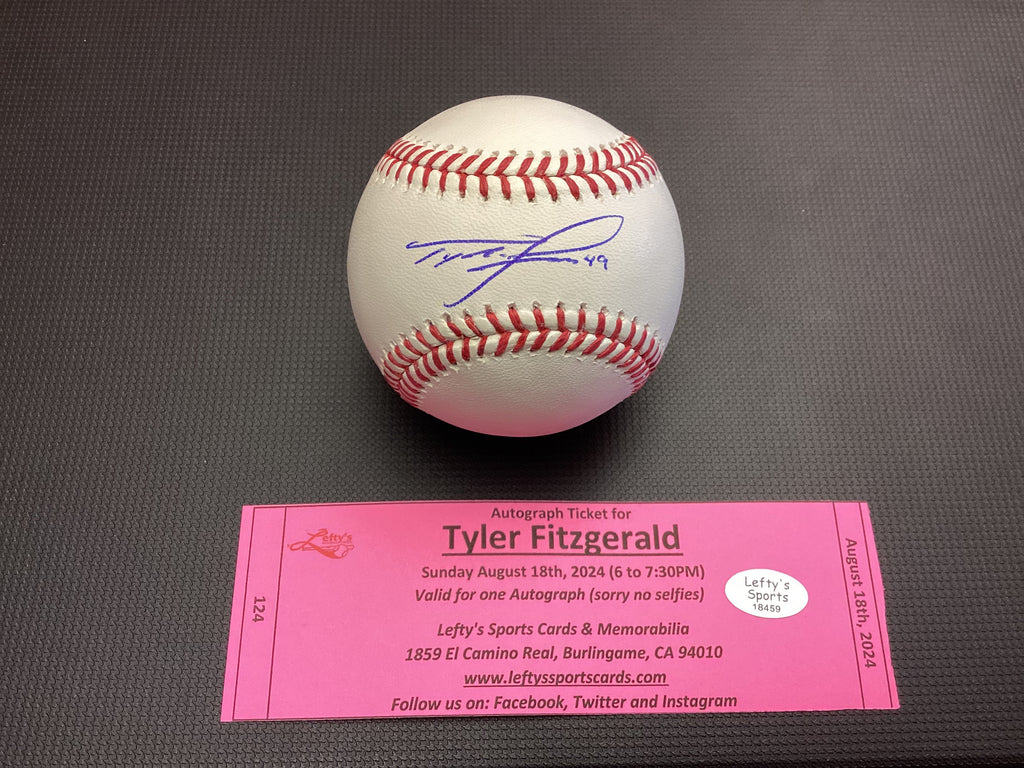 49
Autograph Ticket for
Tyler Fitzgerald
Sunday August 18th, 2024 (6 to 7:30PM)
Valid for one Autograph (sorry no selfies)
Lefty's Sports Cards & Memorabilia
1859 El Camino Real, Burlingame, CA 94010
www.leftyssportscards.com
Follow us on: Facebook, Twitter and Instagram
Lefty's
124
Lefty's
Sports
18459
August 18th, 2024